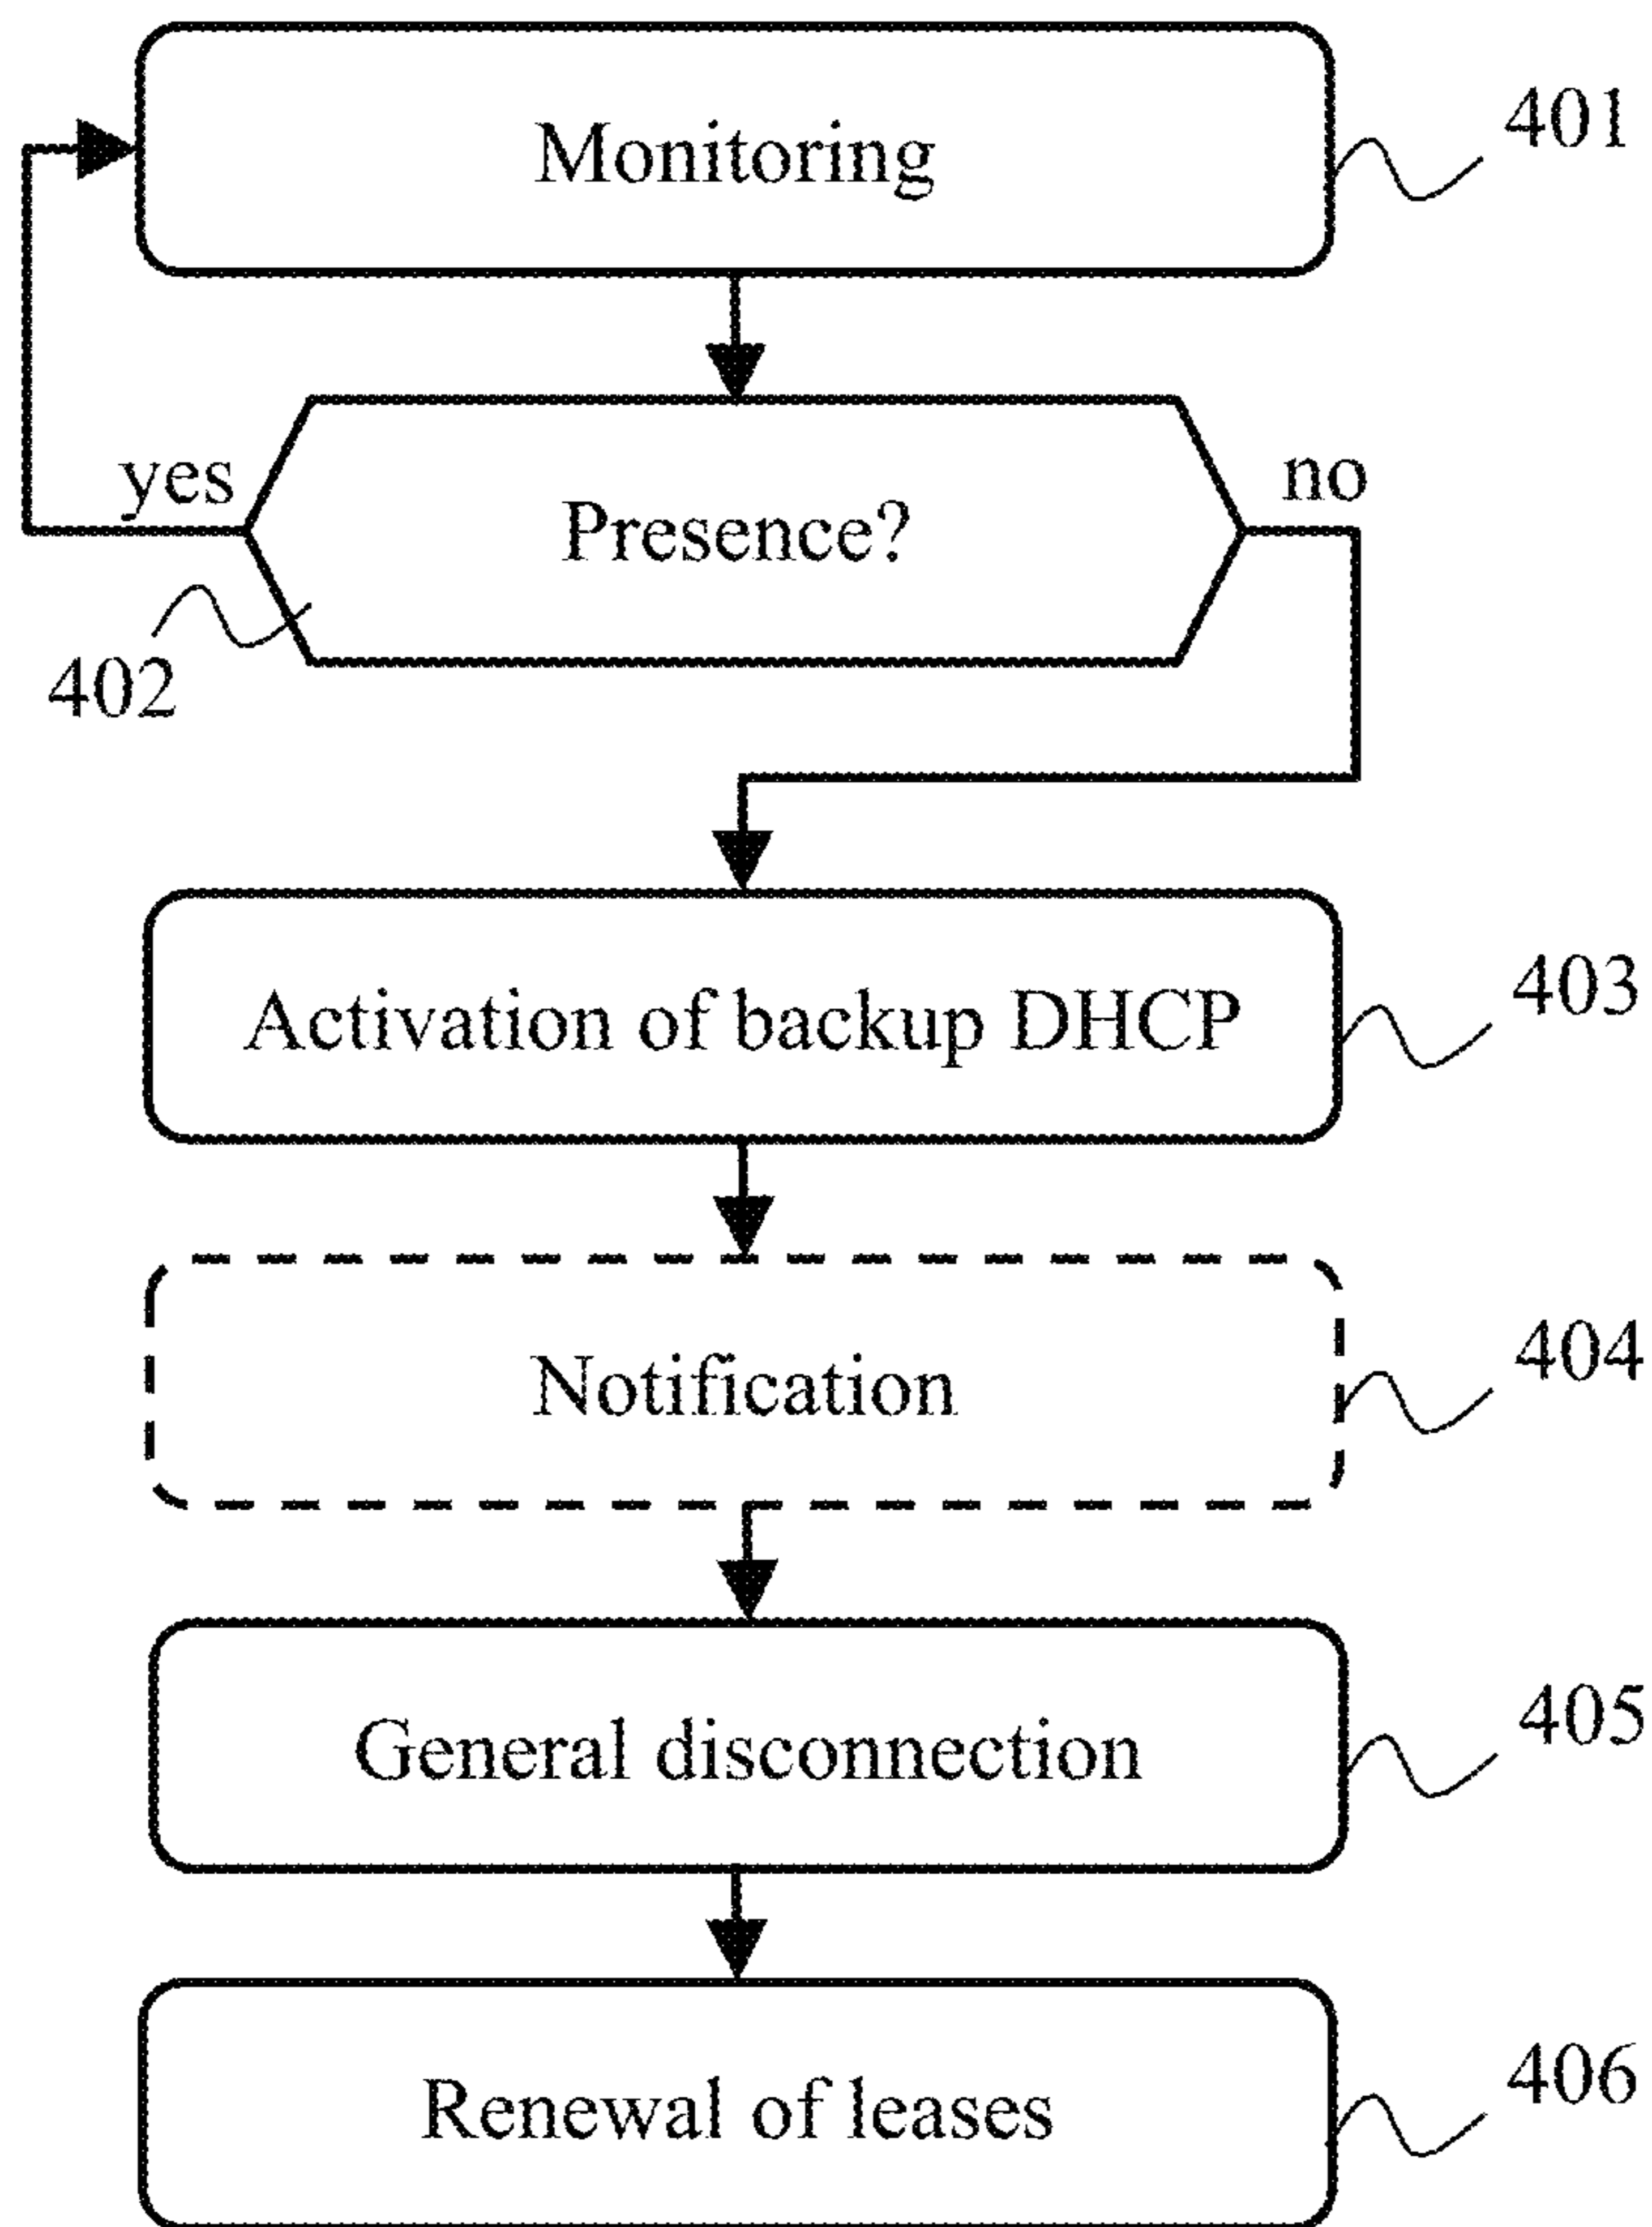 Monitoring
401
yes
no
Presence?
402
Activation of backup DHCP
403
Notification
404
General disconnection
405
Renewal of leases
406